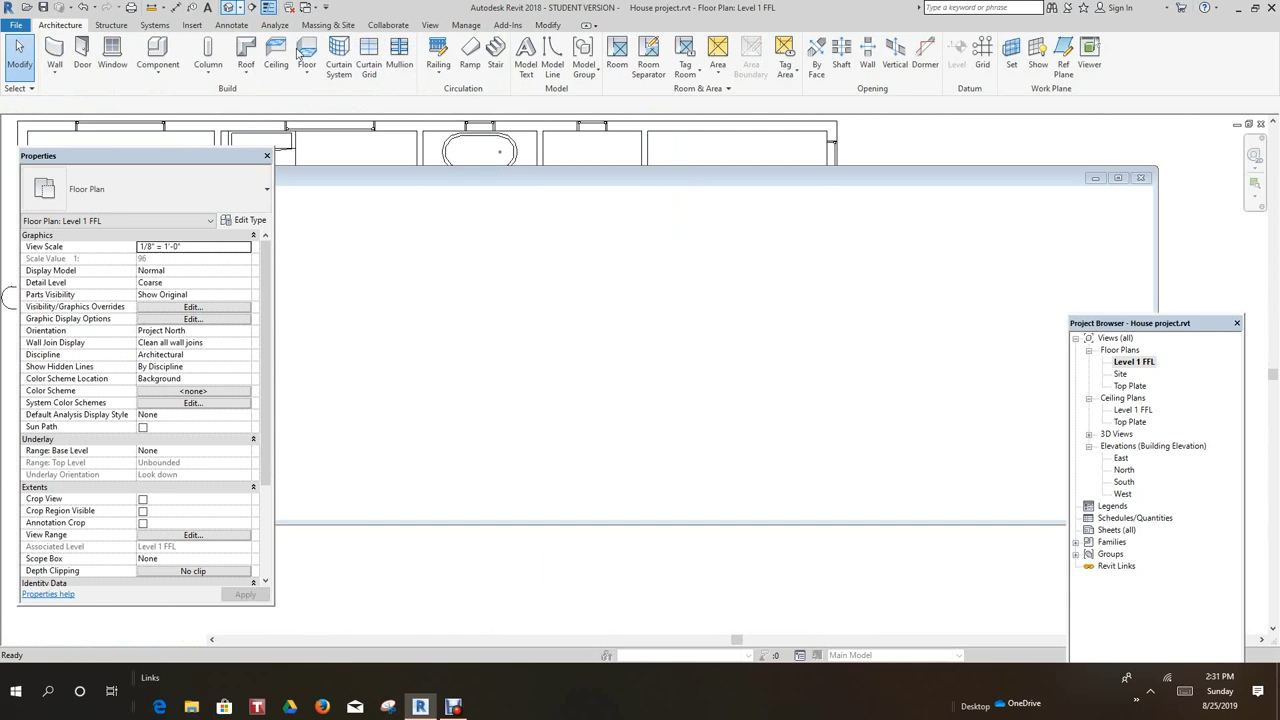 Autodesk Revit 2018 - STUDENT VERSION - House project.rvt - Floor Plan: Level 1 FFL
Type a keyword or phrase
Sign In
File Architecture Structure Systems Insert Annotate Analyze Massing & Site Collaborate View Manage Add-Ins Modify
Modify Wall Door Window Component Column Roof Ceiling Floor Curtain System Curtain Grid Mullion Railing Ramp Stair Model Text Model Line Model Group Room Room Separator Tag Room Area Area Boundary Tag Area By Face Shaft Wall Vertical Dormer Level Grid Set Show Ref Plane Viewer
Select Build Circulation Model Room & Area Opening Datum Work Plane
Properties
Floor Plan
Floor Plan: Level 1 FFL Edit Type
Graphics
View Scale 1/8" = 1'-0"
Scale Value 1: 96
Display Model Normal
Detail Level Coarse
Parts Visibility Show Original
Visibility/Graphics Overrides Edit...
Graphic Display Options Edit...
Orientation Project North
Wall Join Display Clean all wall joins
Discipline Architectural
Show Hidden Lines By Discipline
Color Scheme Location Background
Color Scheme <none>
System Color Schemes Edit...
Default Analysis Display Style None
Sun Path
Underlay
Range: Base Level None
Range: Top Level Unbounded
Underlay Orientation Look down
Extents
Crop View
Crop Region Visible
Annotation Crop
View Range Edit...
Associated Level Level 1 FFL
Scope Box None
Depth Clipping No clip
Identity Data
Properties help Apply
Project Browser - House project.rvt
Views (all)
Floor Plans
Level 1 FFL
Site
Top Plate
Ceiling Plans
Level 1 FFL
Top Plate
3D Views
Elevations (Building Elevation)
East
North
South
West
Legends
Schedules/Quantities
Sheets (all)
Families
Groups
Revit Links
Ready :0 Main Model
Links
Desktop OneDrive
2:31 PM
Sunday
8/25/2019